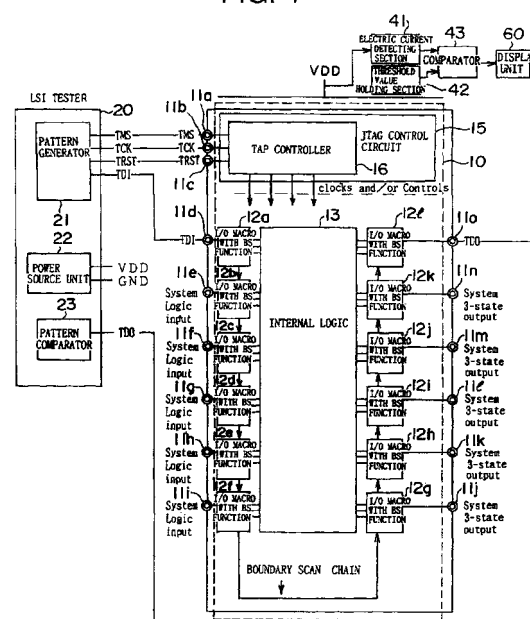 41
ELECTRIC CURRENT
DETECTING
SECTION
43
60
COMPARATOR
DISPLAY
UNIT
VDD
THRESHOLD
VALUE
HOLDING SECTION
42
LSI TESTER
20
11a
11b
PATTERN
GENERATOR
TMS
TMS
TCK
TCK
TRST
TRST
TDI
11c
21
TAP CONTROLLER
16
JTAG CONTROL
CIRCUIT
15
10
clocks and/or Controls
11d
TDI
12a
13
12ℓ
11o
TDO
I/O MACRO
WITH BS
FUNCTION
I/O MACRO
WITH BS
FUNCTION
22
POWER
SOURCE UNIT
VDD
GND
11e
System
Logic
input
12b
I/O MACRO
WITH BS
FUNCTION
INTERNAL LOGIC
I/O MACRO
WITH BS
FUNCTION
12k
11n
System
3-state
output
23
PATTERN
COMPARATOR
TDO
11f
System
Logic
input
12c
I/O MACRO
WITH BS
FUNCTION
I/O MACRO
WITH BS
FUNCTION
12j
11m
System
3-state
output
11g
System
Logic
input
12d
I/O MACRO
WITH BS
FUNCTION
I/O MACRO
WITH BS
FUNCTION
12i
11ℓ
System
3-state
output
11h
System
Logic
input
12e
I/O MACRO
WITH BS
FUNCTION
I/O MACRO
WITH BS
FUNCTION
12h
11k
System
3-state
output
11i
System
Logic
input
12f
I/O MACRO
WITH BS
FUNCTION
I/O MACRO
WITH BS
FUNCTION
12g
11j
System
3-state
output
BOUNDARY SCAN CHAIN